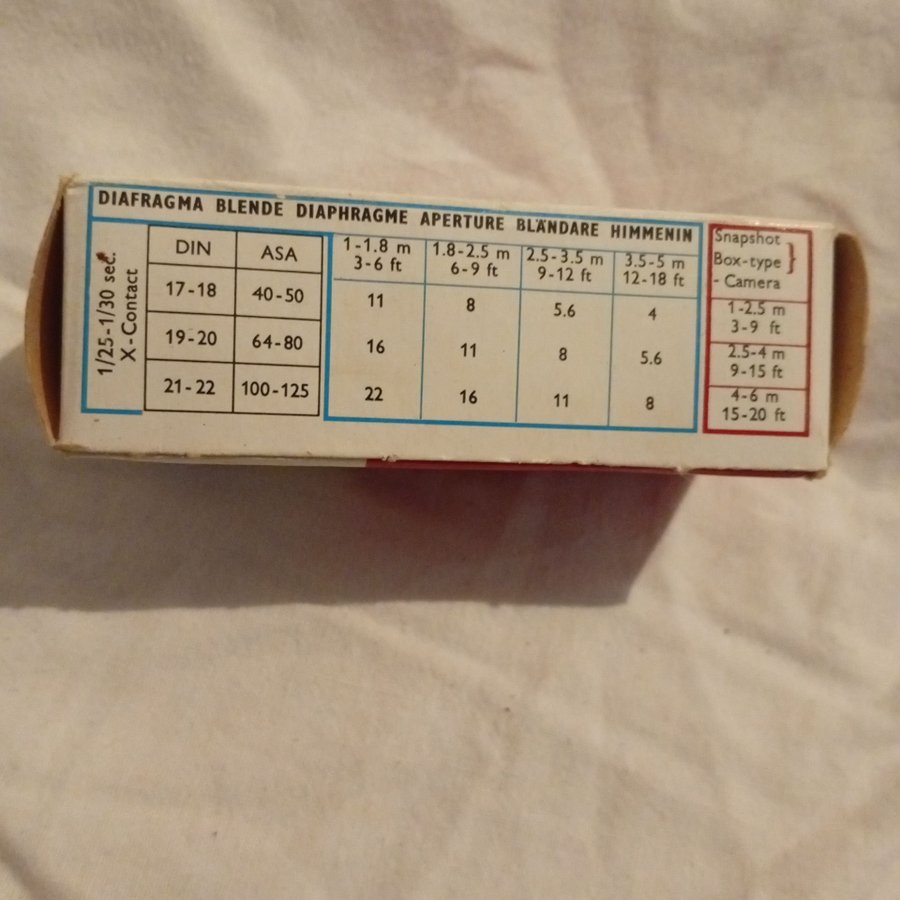 DIAFRAGMA BLENDE DIAPHRAGME APERTURE BLÄNDARE HIMMENIN
1/25-1/30 sec.
X-Contact
DIN ASA 1-1.8 m 1.8-2.5 m 2.5-3.5 m 3.5-5 m
3-6 ft 6-9 ft 9-12 ft 12-18 ft
17-18 40-50 11 8 5.6 4
19-20 64-80 16 11 8 5.6
21-22 100-125 22 16 11 8
Snapshot
Box-type }
- Camera
1-2.5 m
3-9 ft
2.5-4 m
9-15 ft
4-6 m
15-20 ft